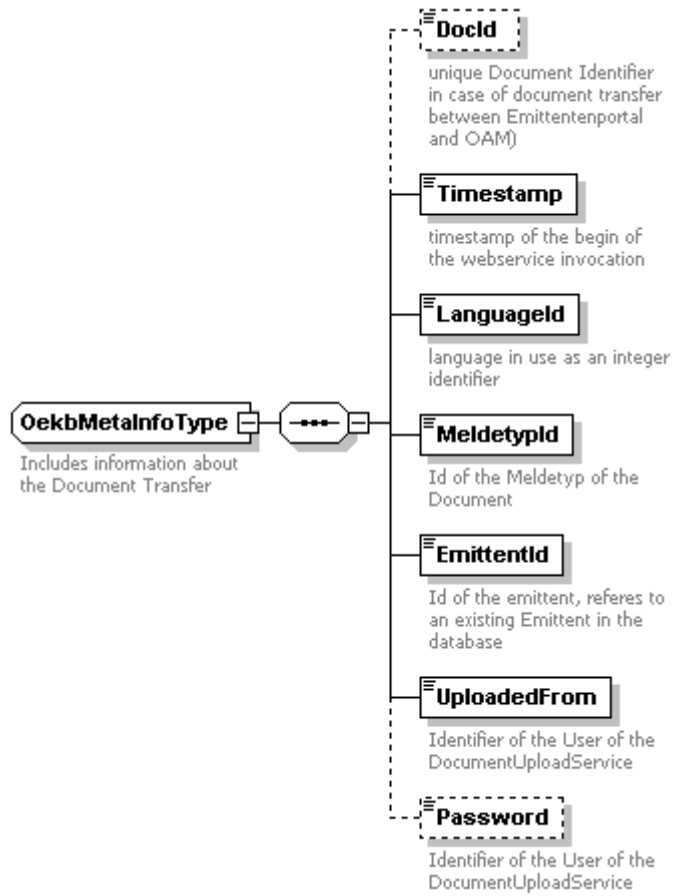 DocId
unique Document Identifier
in case of document transfer
between Emittentenportal
and OAM)
Timestamp
timestamp of the begin of
the webservice invocation
LanguageId
language in use as an integer
identifier
OekbMetaInfoType
Includes information about
the Document Transfer
MeldetypId
Id of the Meldetyp of the
Document
EmittentId
Id of the emittent, referes to
an existing Emittent in the
database
UploadedFrom
Identifier of the User of the
DocumentUploadService
Password
Identifier of the User of the
DocumentUploadService